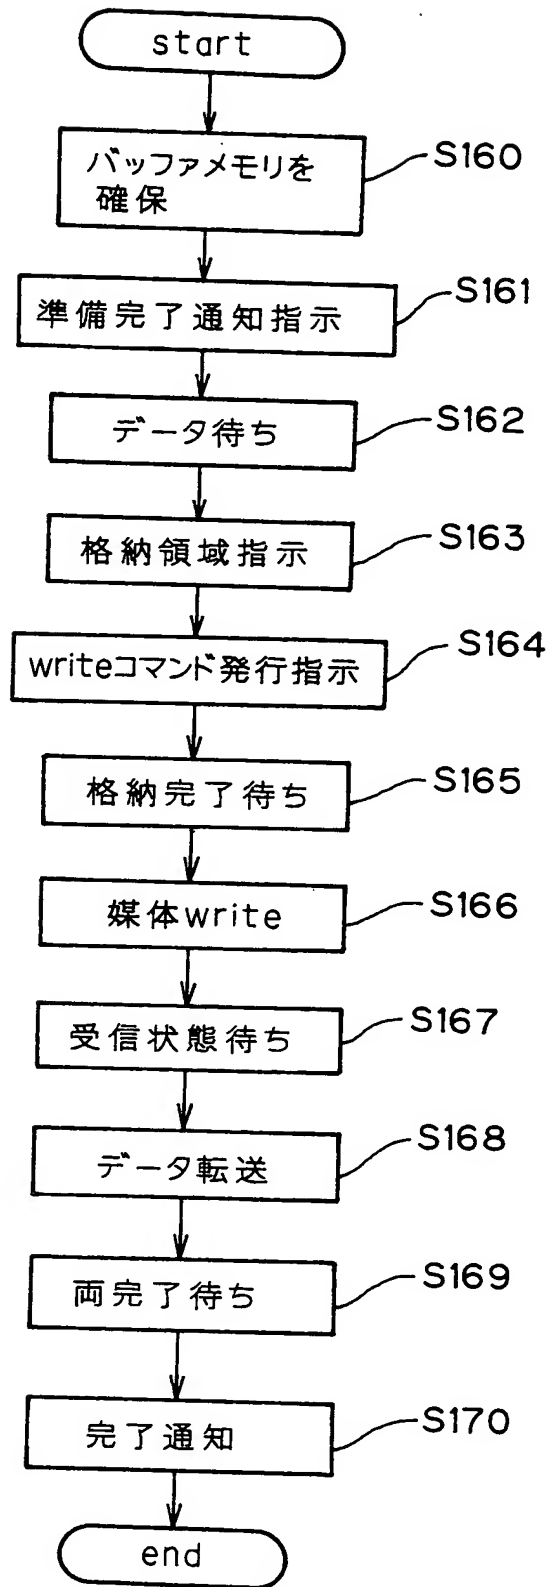 start
バッファメモリを
確保
S160
準備完了通知指示
S161
データ待ち
S162
格納領域指示
S163
writeコマンド発行指示
S164
格納完了待ち
S165
媒体write
S166
受信状態待ち
S167
データ転送
S168
両完了待ち
S169
完了通知
S170
end